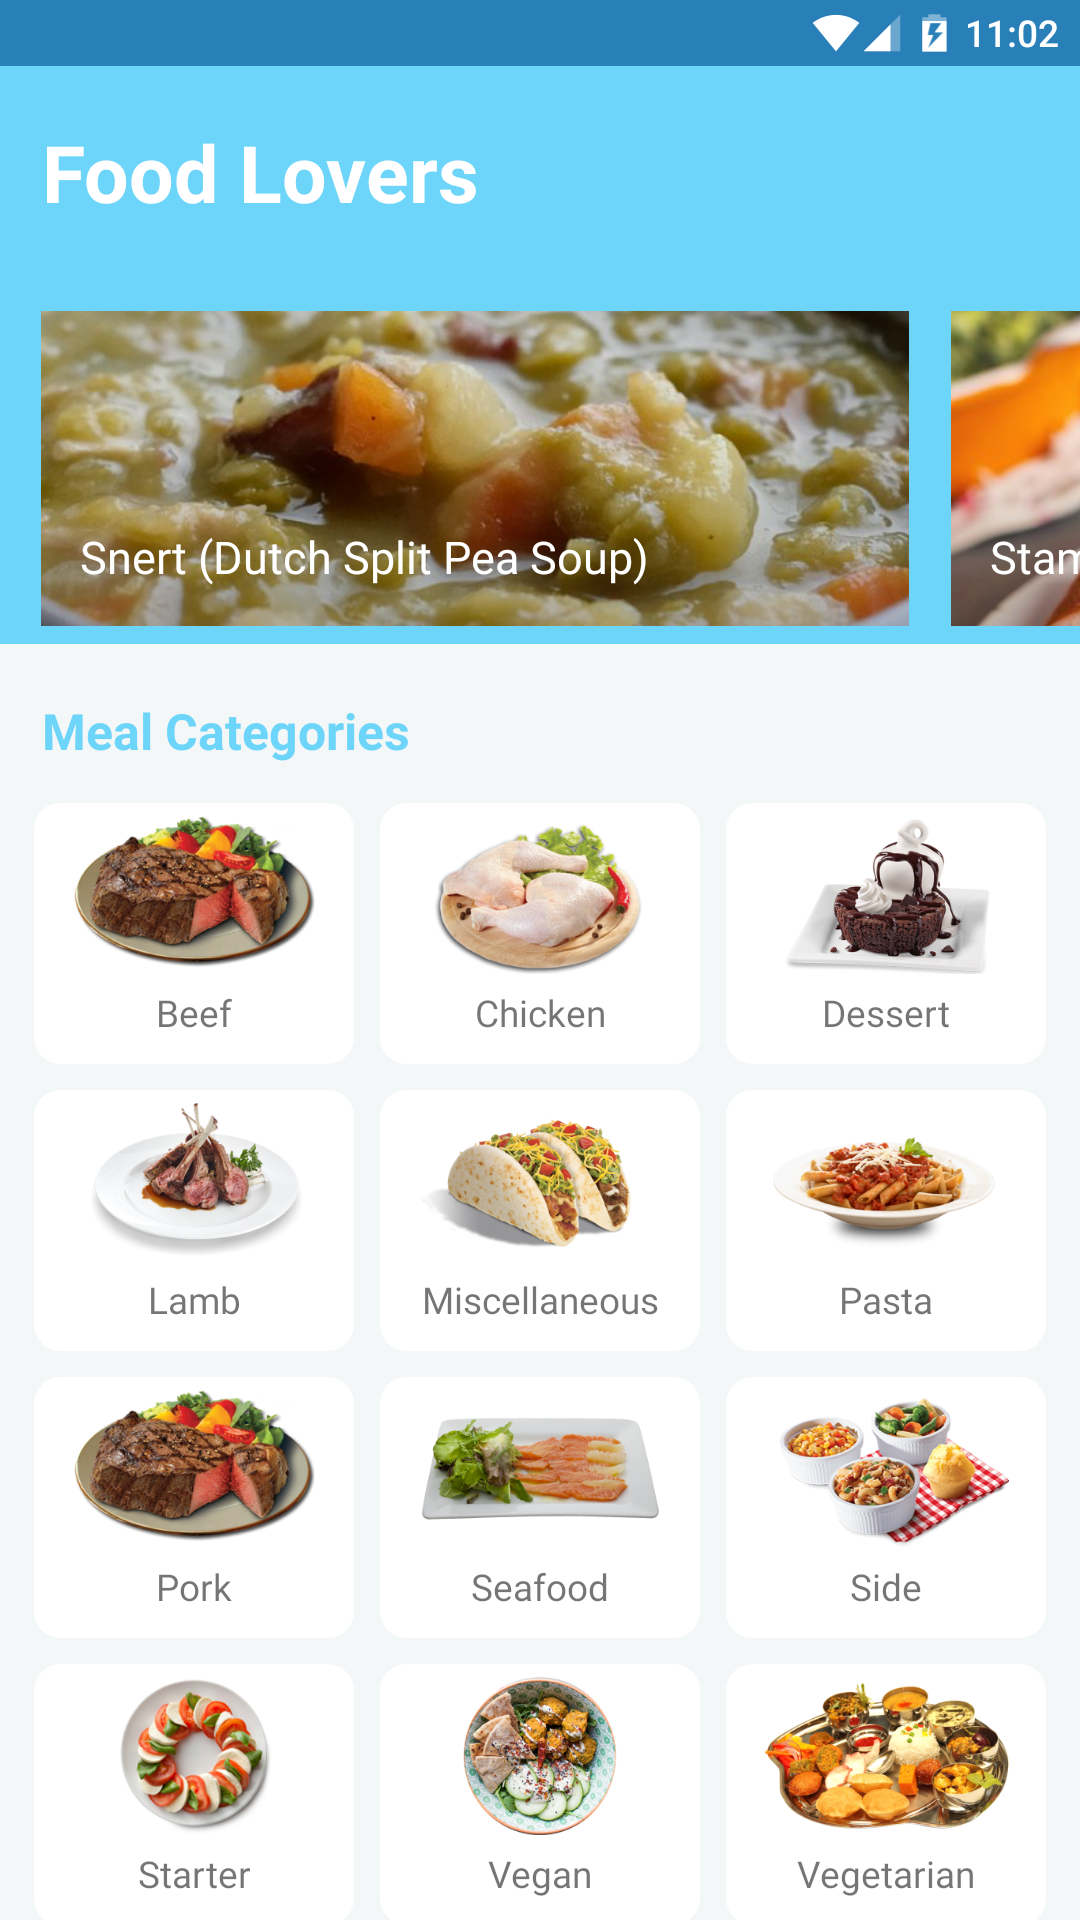 11:02
Food Lovers
Snert (Dutch Split Pea Soup)
Stam
Meal Categories
Beef
Chicken
Dessert
Lamb
Miscellaneous
Pasta
Pork
Seafood
Side
Starter
Vegan
Vegetarian